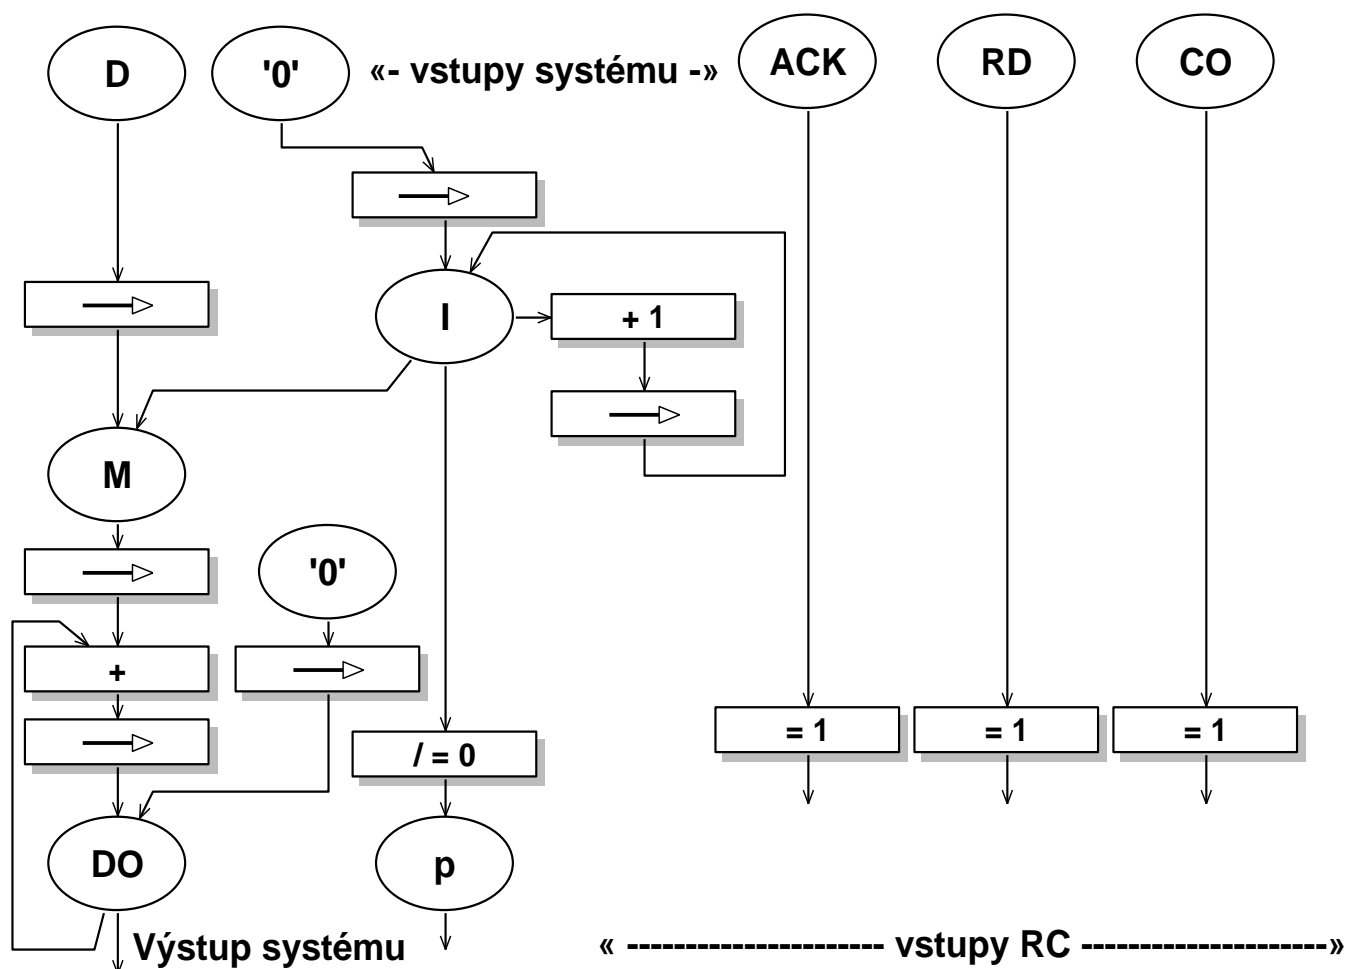 D '0' «- vstupy systému -» ACK RD CO
I
+ 1
M
'0'
+
= 1 = 1 = 1
/ = 0
DO p
Výstup systému « ---------------------- vstupy RC ---------------------»